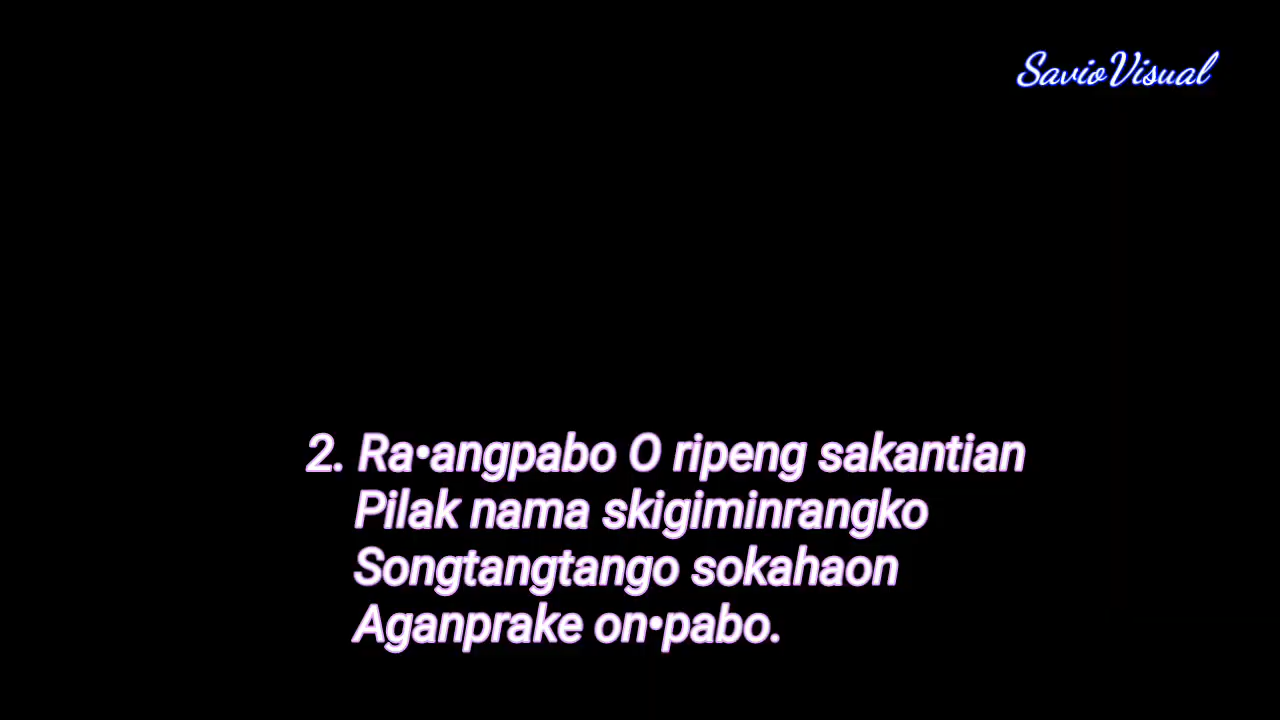 SavioVisual
2. Ra•angpabo O ripeng sakantian
Pilak nama skigiminrangko
Songtangtango sokahaon
Aganprake on•pabo.